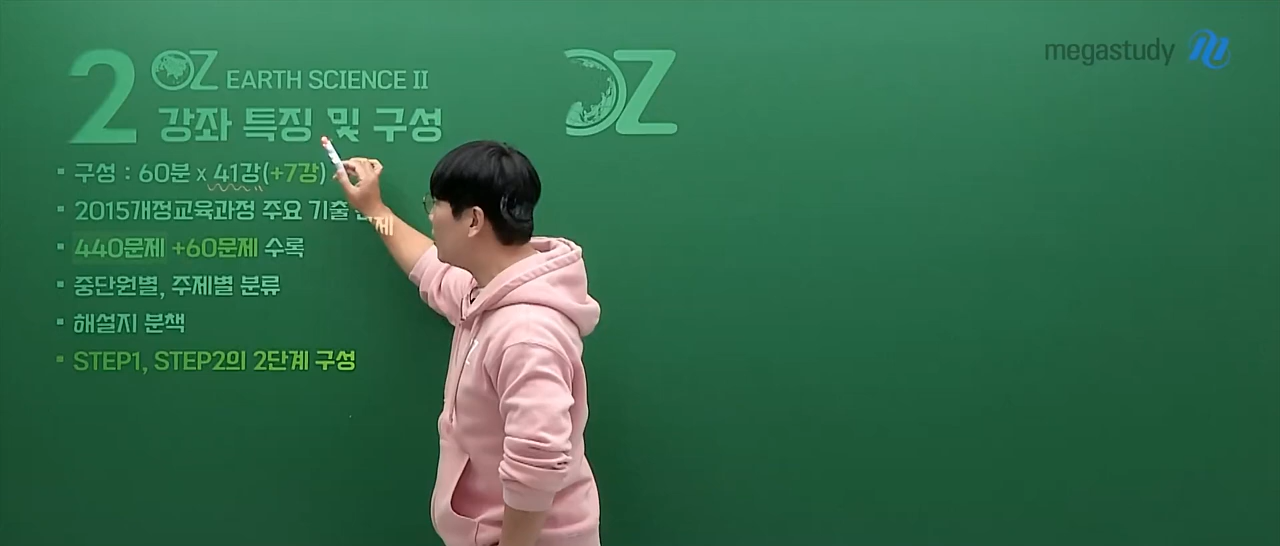 megastudy
2 OZ EARTH SCIENCE II
강좌 특징 및 구성
OZ
▪ 구성 : 60분 x 41강(+7강)
▪ 2015개정교육과정 주요 기출
▪ 440문제 +60문제 수록
▪ 중단원별, 주제별 분류
▪ 해설지 분책
▪ STEP1, STEP2의 2단계 구성